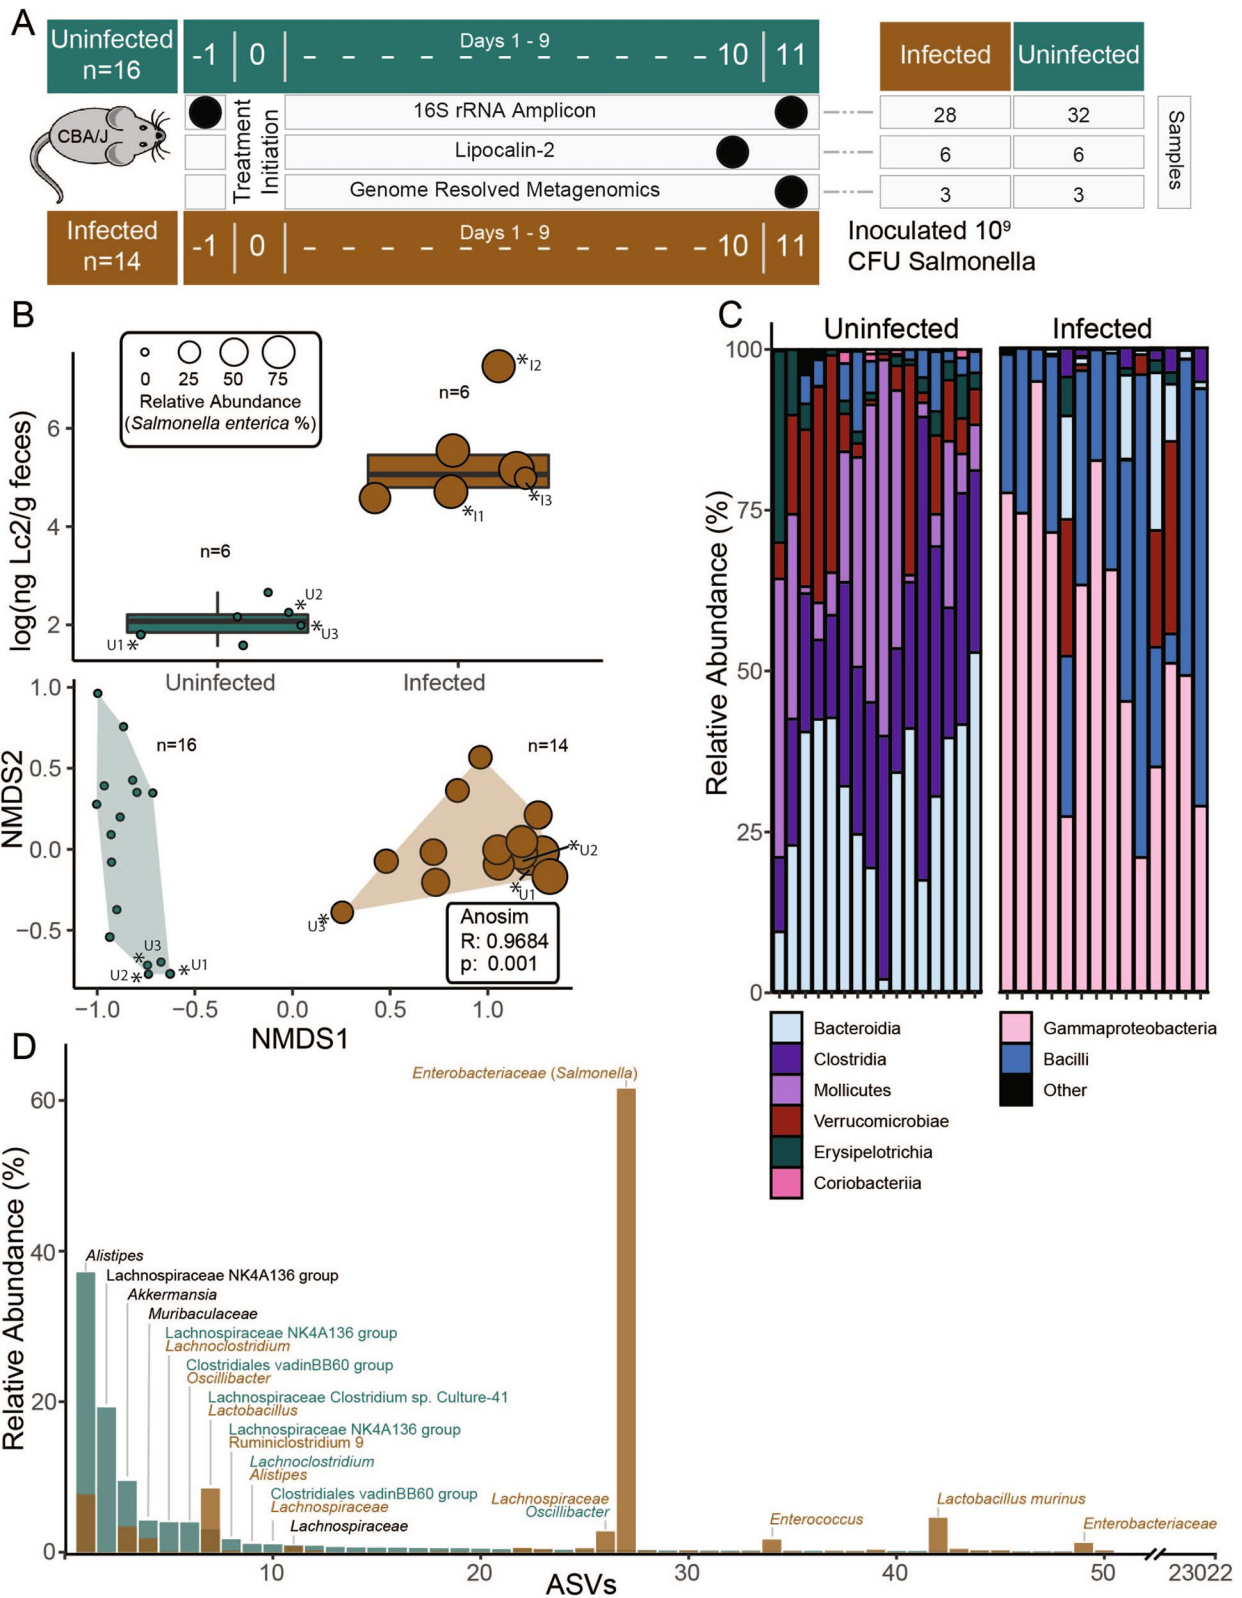 A
Uninfected
n=16
-1
0
Days 1 - 9
10
11
Infected
Uninfected
CBA/J
Treatment
Initiation
16S rRNA Amplicon
28
32
Lipocalin-2
6
6
Genome Resolved Metagenomics
3
3
Samples
Infected
n=14
-1
0
Days 1 - 9
10
11
Inoculated 10⁹
CFU Salmonella
B
0
25
50
75
Relative Abundance
(Salmonella enterica %)
log(ng Lc2/g feces)
6
4
2
n=6
n=6
*I2
*I1
*I3
*U2
*U3
U1*
Uninfected
Infected
NMDS2
1.0
0.5
0.0
−0.5
n=16
n=14
*U2
*U1
U3*
U3
*
U2*
*U1
Anosim
R: 0.9684
p: 0.001
−1.0
−0.5
0.0
0.5
1.0
NMDS1
C
Uninfected
Infected
Relative Abundance (%)
100
75
50
25
0
Bacteroidia
Clostridia
Mollicutes
Verrucomicrobiae
Erysipelotrichia
Coriobacteriia
Gammaproteobacteria
Bacilli
Other
D
Relative Abundance (%)
60
40
20
0
Enterobacteriaceae (Salmonella)
Alistipes
Lachnospiraceae NK4A136 group
Akkermansia
Muribaculaceae
Lachnospiraceae NK4A136 group
Lachnoclostridium
Clostridiales vadinBB60 group
Oscillibacter
Lachnospiraceae Clostridium sp. Culture-41
Lactobacillus
Lachnospiraceae NK4A136 group
Ruminiclostridium 9
Lachnoclostridium
Alistipes
Clostridiales vadinBB60 group
Lachnospiraceae
Lachnospiraceae
Lachnospiraceae
Oscillibacter
Enterococcus
Lactobacillus murinus
Enterobacteriaceae
10
20
30
40
50
23022
ASVs